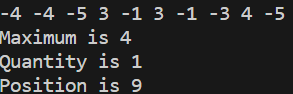 -4 -4 -5 3 -1 3 -1 -3 4 -5
Maximum is 4
Quantity is 1
Position is 9